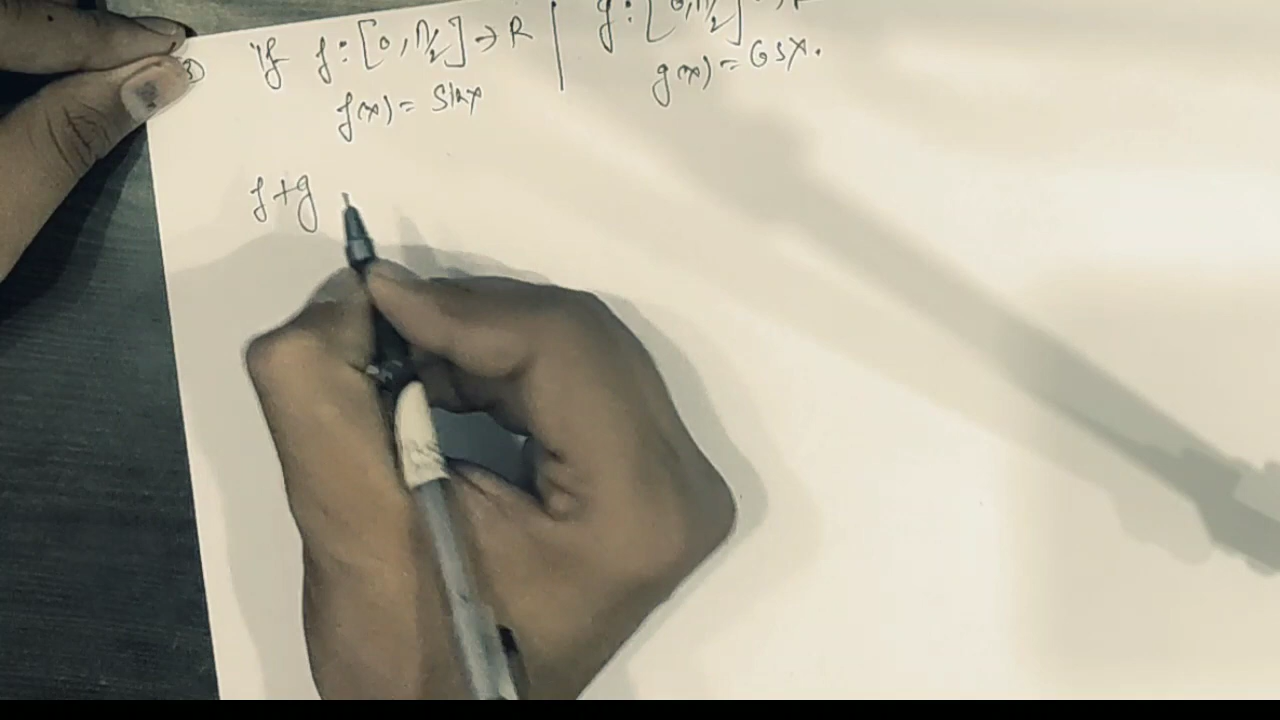 3) If f : [0, π/2] → R | g : [0, π/2]
f(x) = Sinx
g(x) = Cosx.
f+g